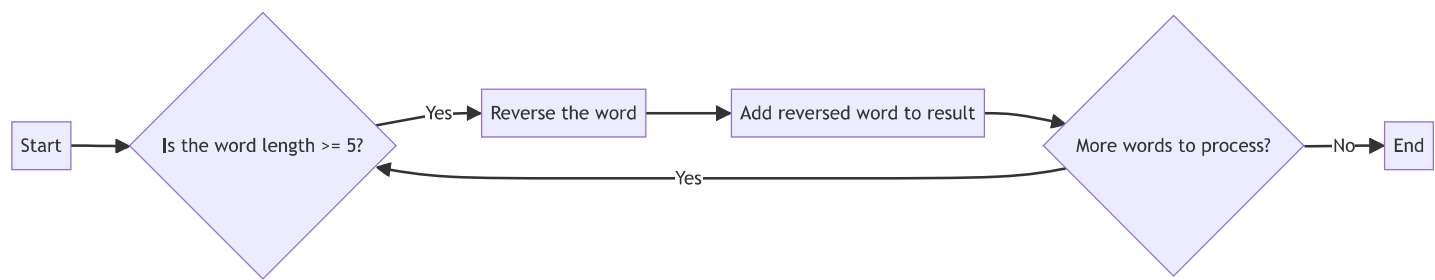 Start
Is the word length >= 5?
Yes
Reverse the word
Add reversed word to result
More words to process?
No
End
Yes